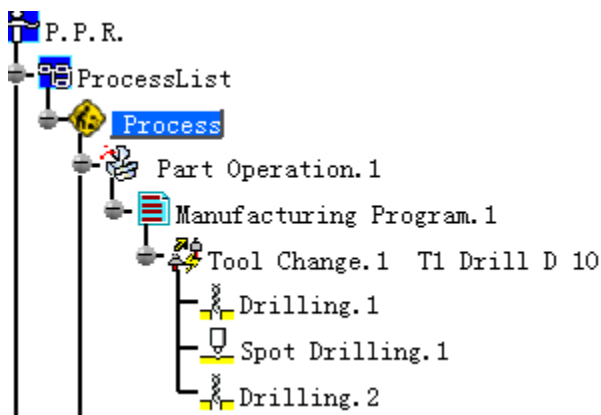 P.P.R.
ProcessList
Process
Part Operation.1
Manufacturing Program.1
Tool Change.1  T1 Drill D 10
Drilling.1
Spot Drilling.1
Drilling.2